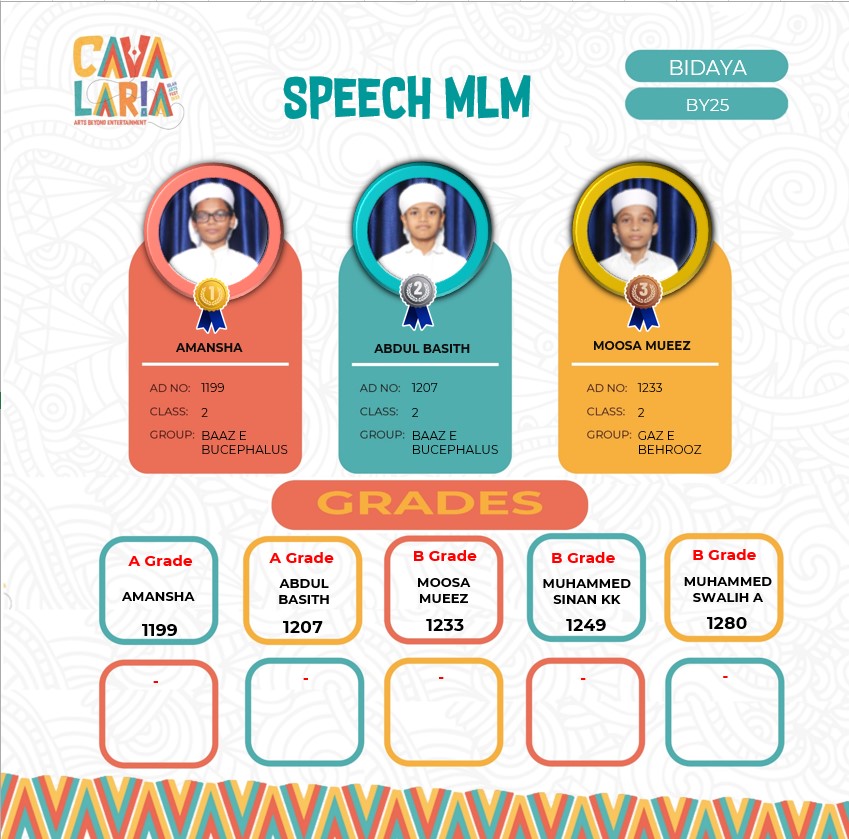 CAVA
LARIA
ARTS BEYOND ENTERTAINMENT
SPEECH MLM
BIDAYA
BY25
1
2
3
AMANSHA
AD NO: 1199
CLASS: 2
GROUP: BAAZ E
BUCEPHALUS
ABDUL BASITH
AD NO: 1207
CLASS: 2
GROUP: BAAZ E
BUCEPHALUS
MOOSA MUEEZ
AD NO: 1233
CLASS: 2
GROUP: GAZ E
BEHROOZ
GRADES
A Grade
AMANSHA
1199
A Grade
ABDUL
BASITH
1207
B Grade
MOOSA
MUEEZ
1233
B Grade
MUHAMMED
SINAN KK
1249
B Grade
MUHAMMED
SWALIH A
1280
-
-
-
-
-